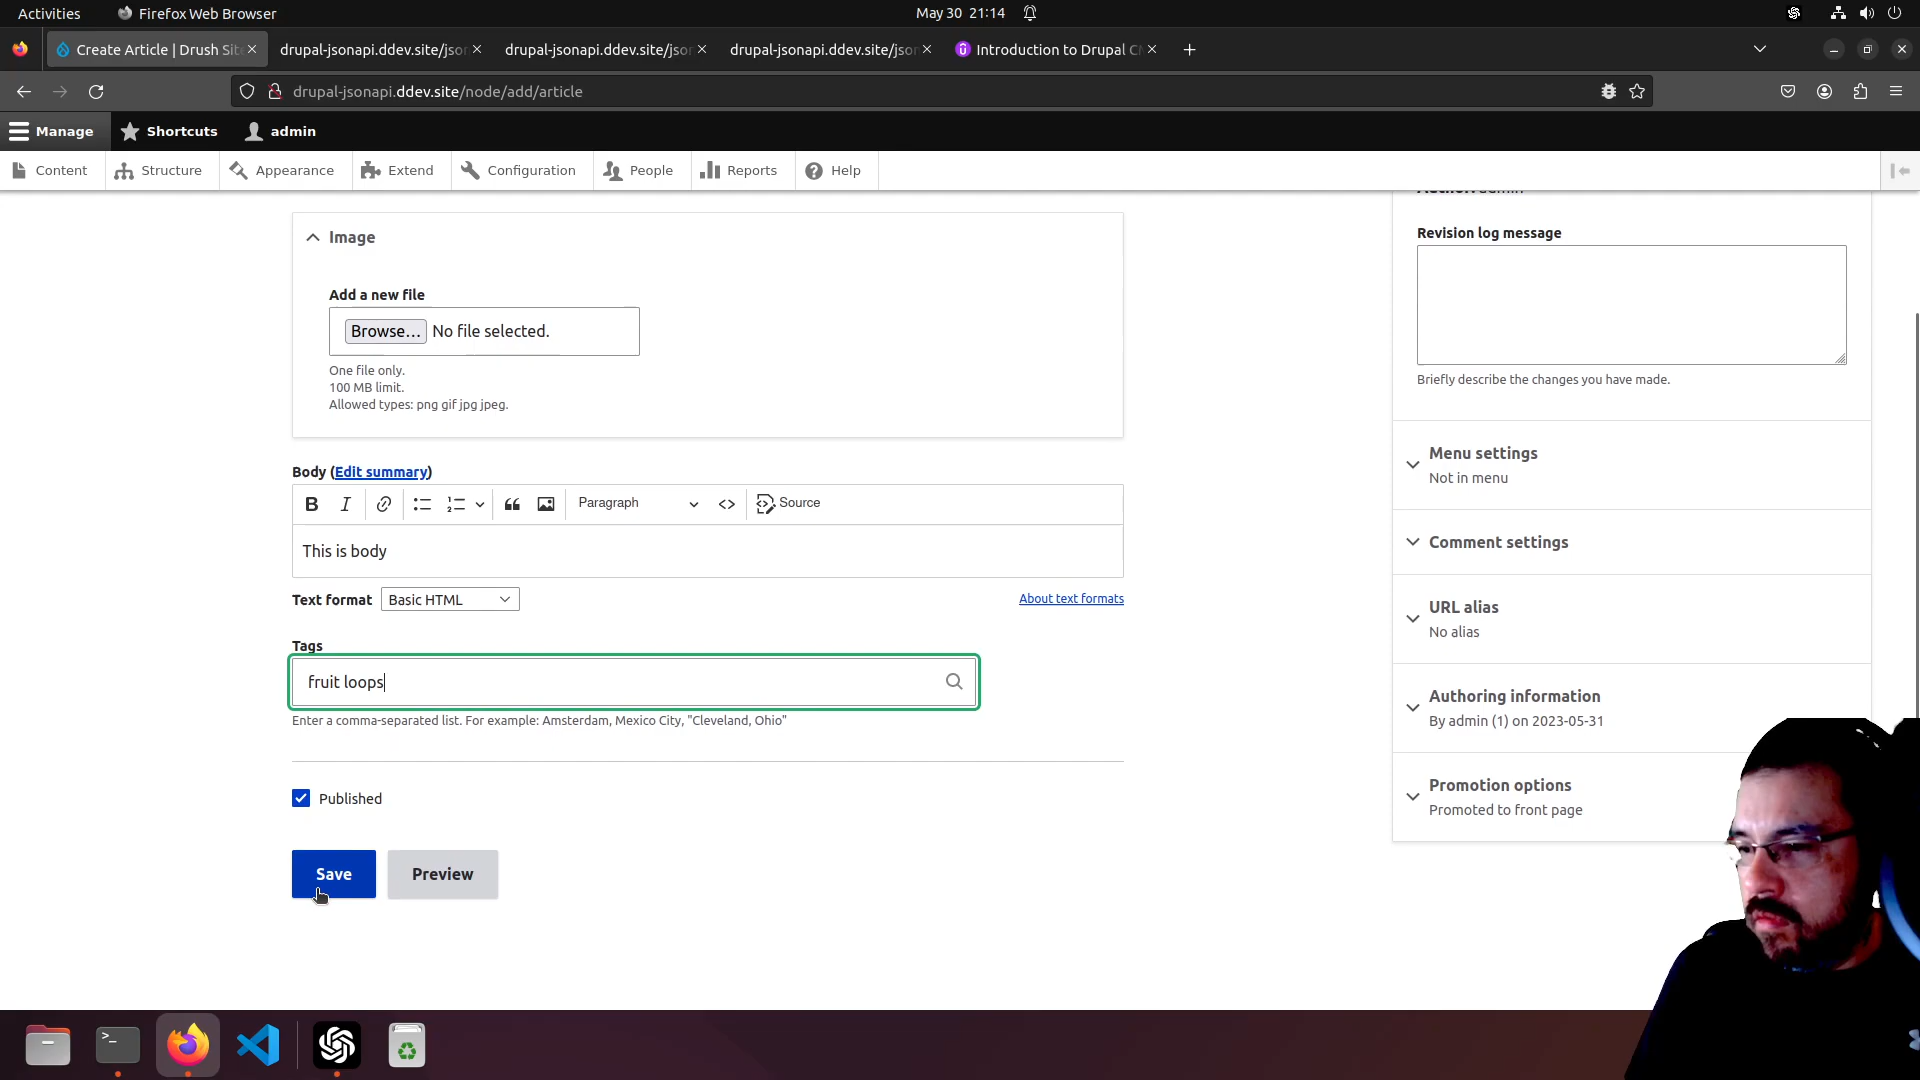 Activities
Firefox Web Browser
May 30 21:14
Create Article | Drush Sit
drupal-jsonapi.ddev.site/jso
drupal-jsonapi.ddev.site/jso
drupal-jsonapi.ddev.site/jso
Introduction to Drupal C
drupal-jsonapi.ddev.site/node/add/article
Manage
Shortcuts
admin
Content
Structure
Appearance
Extend
Configuration
People
Reports
Help
Image
Add a new file
Browse… No file selected.
One file only.
100 MB limit.
Allowed types: png gif jpg jpeg.
Body (Edit summary)
Paragraph
Source
This is body
Text format
Basic HTML
About text formats
Tags
fruit loops
Enter a comma-separated list. For example: Amsterdam, Mexico City, "Cleveland, Ohio"
Published
Save
Preview
Revision log message
Briefly describe the changes you have made.
Menu settings
Not in menu
Comment settings
URL alias
No alias
Authoring information
By admin (1) on 2023-05-31
Promotion options
Promoted to front page